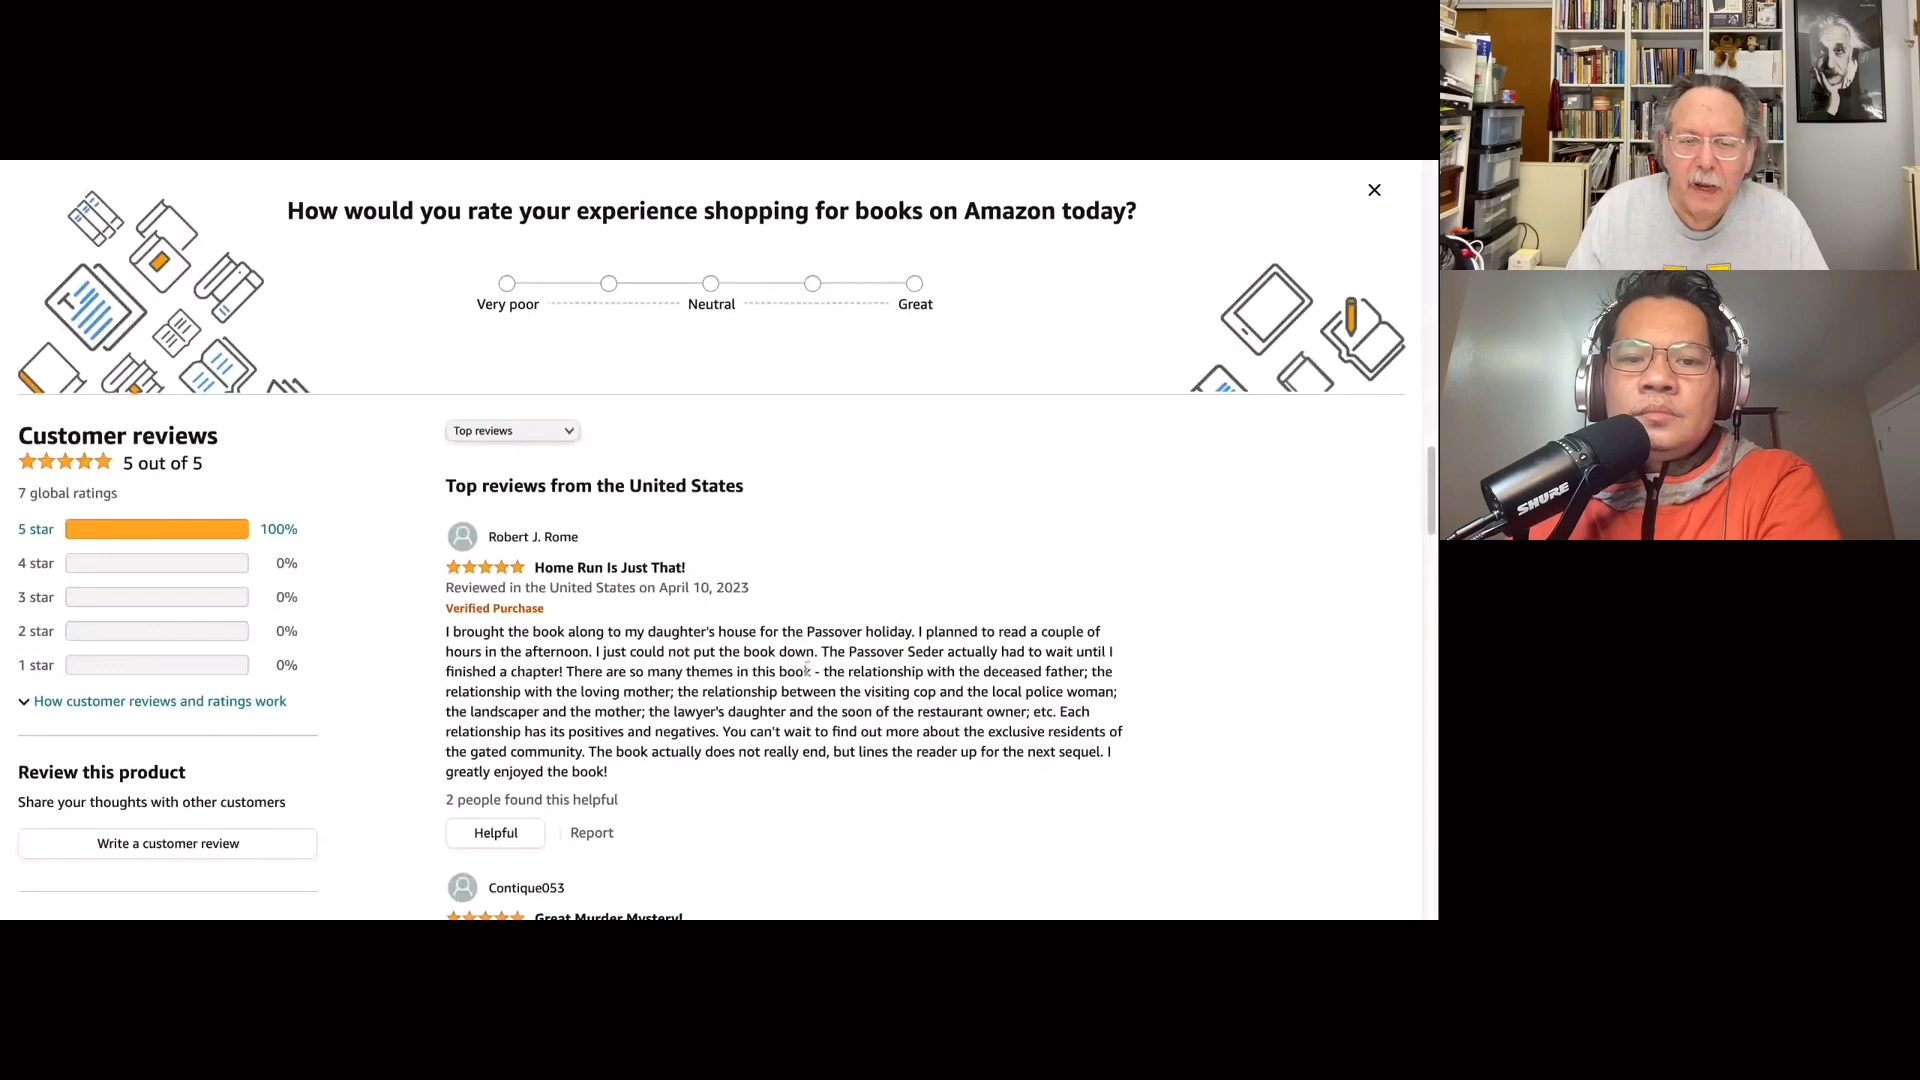 How would you rate your experience shopping for books on Amazon today?
Very poor
Neutral
Great
Customer reviews
5 out of 5
7 global ratings
5 star 100%
4 star 0%
3 star 0%
2 star 0%
1 star 0%
How customer reviews and ratings work
Review this product
Share your thoughts with other customers
Write a customer review
Top reviews
Top reviews from the United States
Robert J. Rome
Home Run Is Just That!
Reviewed in the United States on April 10, 2023
Verified Purchase
I brought the book along to my daughter's house for the Passover holiday. I planned to read a couple of
hours in the afternoon. I just could not put the book down. The Passover Seder actually had to wait until I
finished a chapter! There are so many themes in this book - the relationship with the deceased father; the
relationship with the loving mother; the relationship between the visiting cop and the local police woman;
the landscaper and the mother; the lawyer's daughter and the soon of the restaurant owner; etc. Each
relationship has its positives and negatives. You can't wait to find out more about the exclusive residents of
the gated community. The book actually does not really end, but lines the reader up for the next sequel. I
greatly enjoyed the book!
2 people found this helpful
Helpful
Report
Contique053
Great Murder Mystery!
SHURE